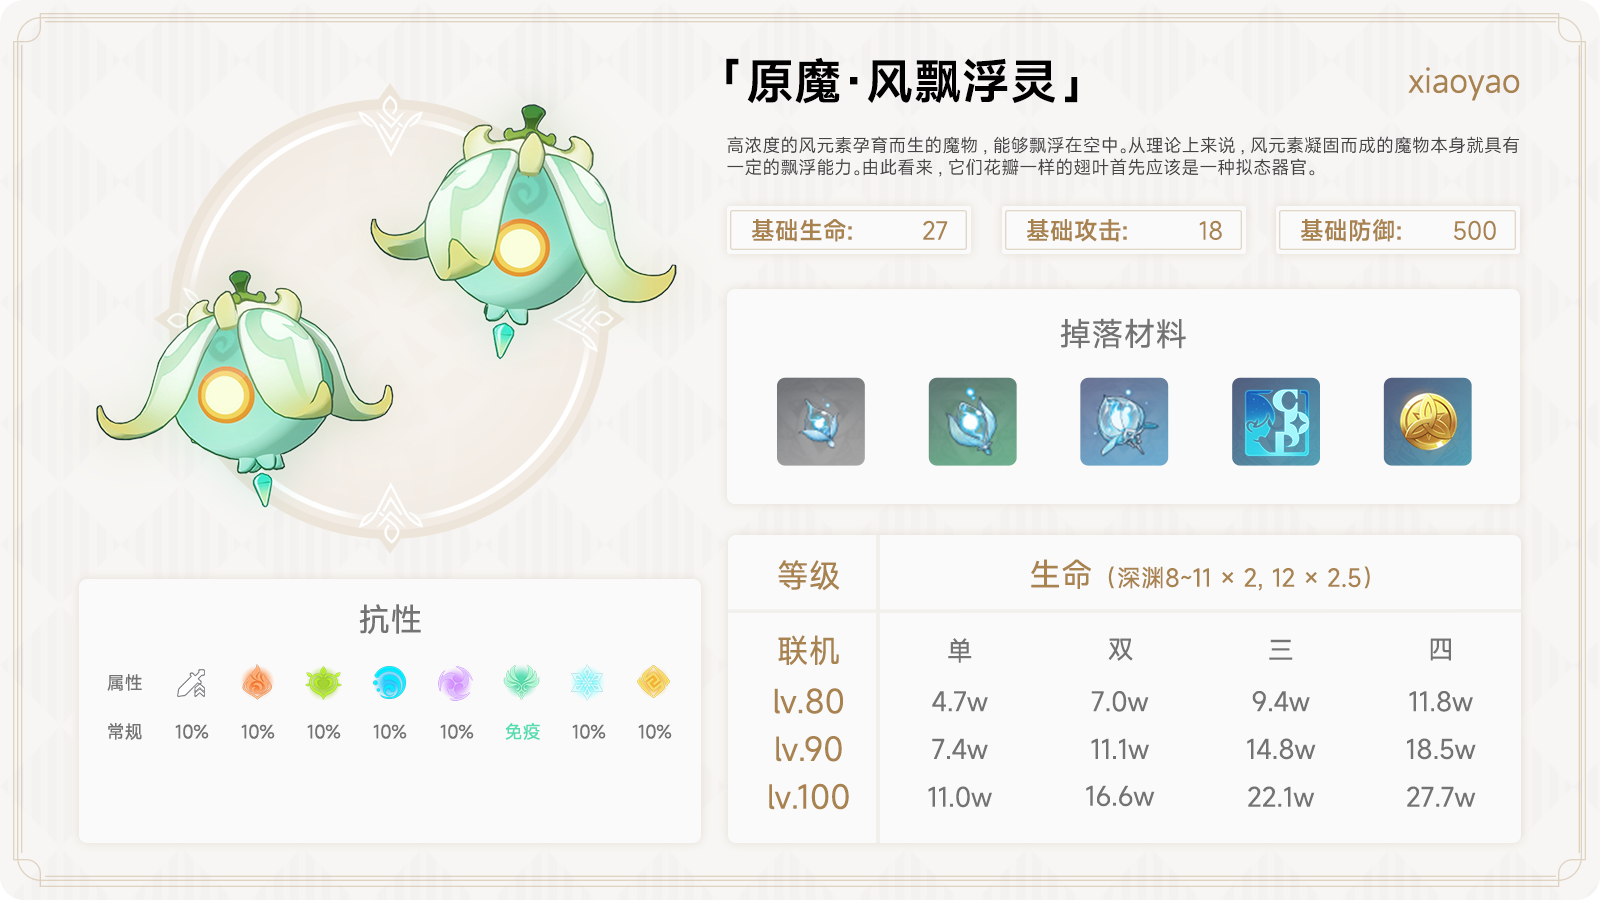 「原魔·风飘浮灵」
xiaoyao
高浓度的风元素孕育而生的魔物，能够飘浮在空中。从理论上来说，风元素凝固而成的魔物本身就具有
一定的飘浮能力。由此看来，它们花瓣一样的翅叶首先应该是一种拟态器官。
基础生命: 27
基础攻击: 18
基础防御: 500
掉落材料
抗性
属性
常规 10% 10% 10% 10% 10% 免疫 10% 10%
等级 生命（深渊8~11 × 2, 12 × 2.5）
联机 单 双 三 四
lv.80 4.7w 7.0w 9.4w 11.8w
lv.90 7.4w 11.1w 14.8w 18.5w
lv.100 11.0w 16.6w 22.1w 27.7w